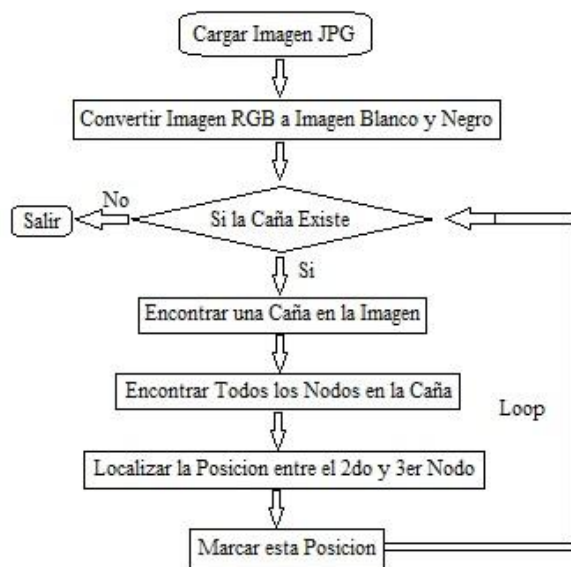 Cargar Imagen JPG
Convertir Imagen RGB a Imagen Blanco y Negro
No
Salir
Si la Caña Existe
Si
Encontrar una Caña en la Imagen
Encontrar Todos los Nodos en la Caña
Loop
Localizar la Posicion entre el 2do y 3er Nodo
Marcar esta Posicion